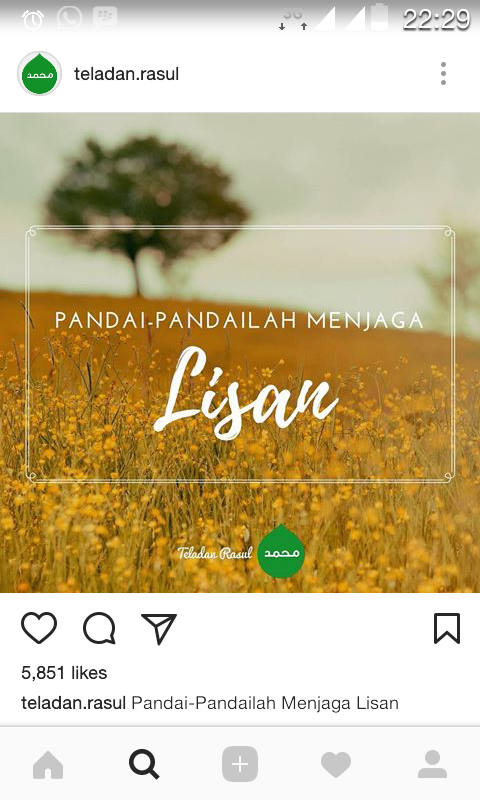 3G
22:29
محمد
teladan.rasul
PANDAI-PANDAILAH MENJAGA
Lisan
Teladan Rasul
محمد
5,851 likes
teladan.rasul Pandai-Pandailah Menjaga Lisan